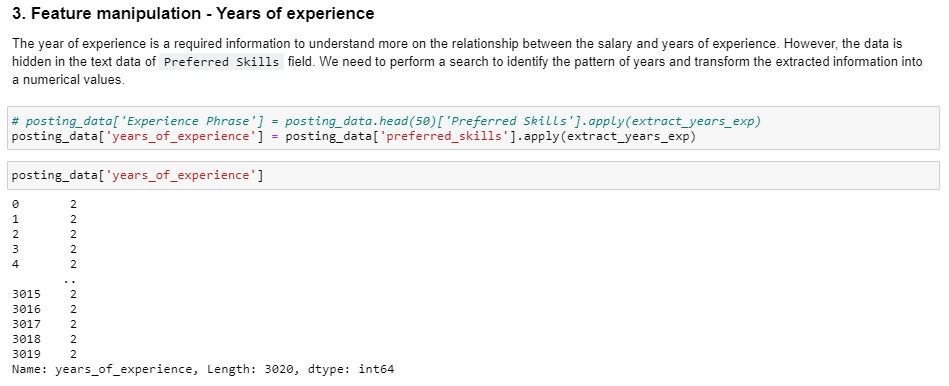 3. Feature manipulation - Years of experience
The year of experience is a required information to understand more on the relationship between the salary and years of experience. However, the data is
hidden in the text data of Preferred Skills field. We need to perform a search to identify the pattern of years and transform the extracted information into
a numerical values.
# posting_data['Experience Phrase'] = posting_data.head(50)['Preferred Skills'].apply(extract_years_exp)
posting_data['years_of_experience'] = posting_data['preferred_skills'].apply(extract_years_exp)
posting_data['years_of_experience']
0 2
1 2
2 2
3 2
4 2
..
3015 2
3016 2
3017 2
3018 2
3019 2
Name: years_of_experience, Length: 3020, dtype: int64